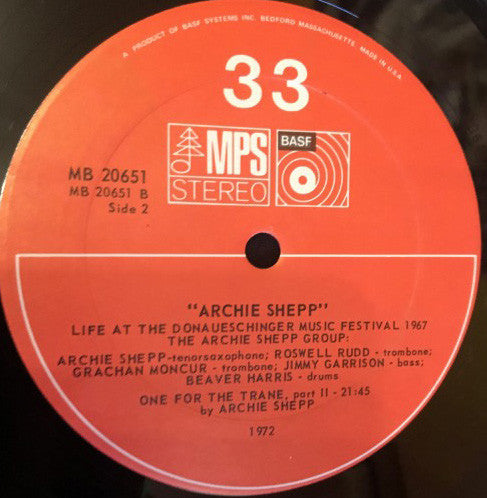 A PRODUCT OF BASF SYSTEMS INC. BEDFORD MASSACHUSETTS. MADE IN U.S.A.
33
MPS
STEREO
BASF
MB 20651
MB 20651 B
Side 2
"ARCHIE SHEPP"
LIFE AT THE DONAUESCHINGER MUSIC FESTIVAL 1967
THE ARCHIE SHEPP GROUP:
ARCHIE SHEPP-tenorsaxophone; ROSWELL RUDD - trombone;
GRACHAN MONCUR - trombone; JIMMY GARRISON - bass;
BEAVER HARRIS - drums
ONE FOR THE TRANE, part II - 21:45
by ARCHIE SHEPP
1972